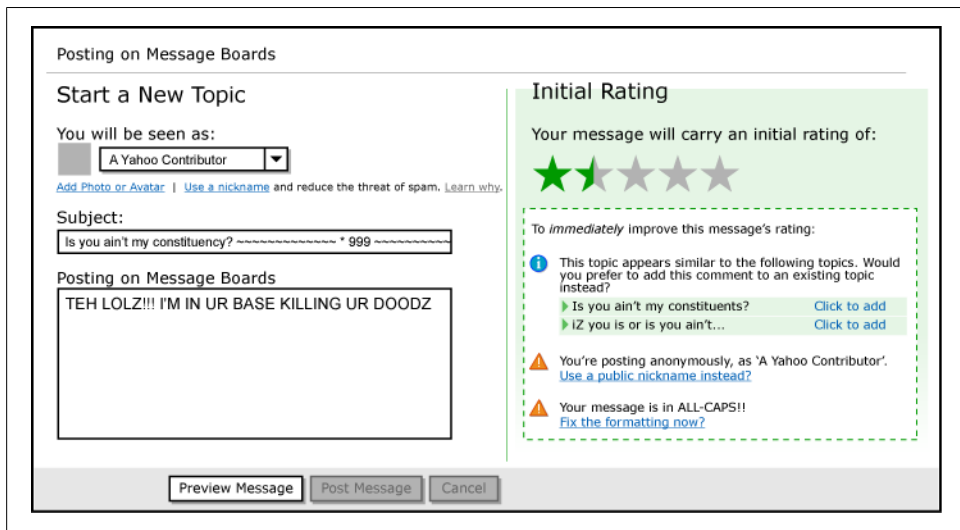 Posting on Message Boards
Start a New Topic
You will be seen as:
A Yahoo Contributor
Add Photo or Avatar | Use a nickname and reduce the threat of spam. Learn why.
Subject:
Is you ain't my constituency? ~~~~~~~~~~~~~ * 999 ~~~~~~~~~~
Posting on Message Boards
TEH LOLZ!!! I'M IN UR BASE KILLING UR DOODZ
Initial Rating
Your message will carry an initial rating of:
To immediately improve this message's rating:
This topic appears similar to the following topics. Would
you prefer to add this comment to an existing topic
instead?
Is you ain't my constituents? Click to add
iZ you is or is you ain't... Click to add
You're posting anonymously, as ‘A Yahoo Contributor’.
Use a public nickname instead?
Your message is in ALL-CAPS!!
Fix the formatting now?
Preview Message Post Message Cancel